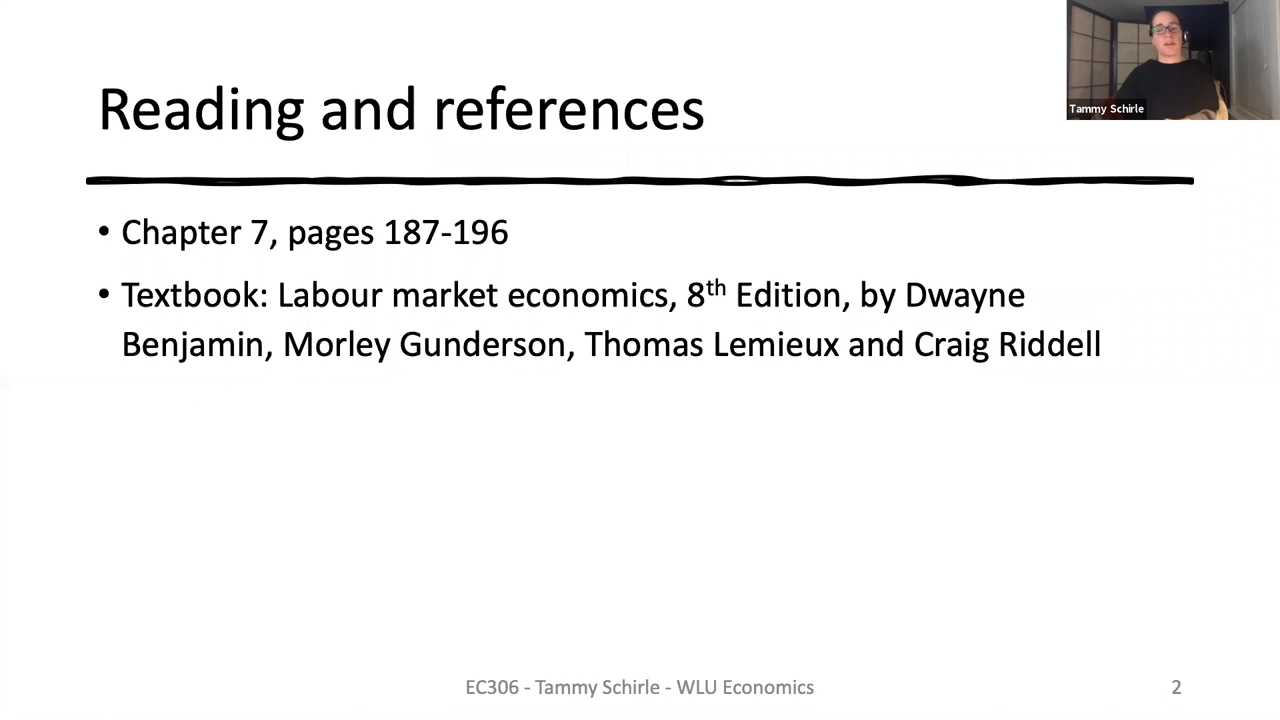 Tammy Schirle
Reading and references
• Chapter 7, pages 187-196
• Textbook: Labour market economics, 8th Edition, by Dwayne
Benjamin, Morley Gunderson, Thomas Lemieux and Craig Riddell
EC306 - Tammy Schirle - WLU Economics
2